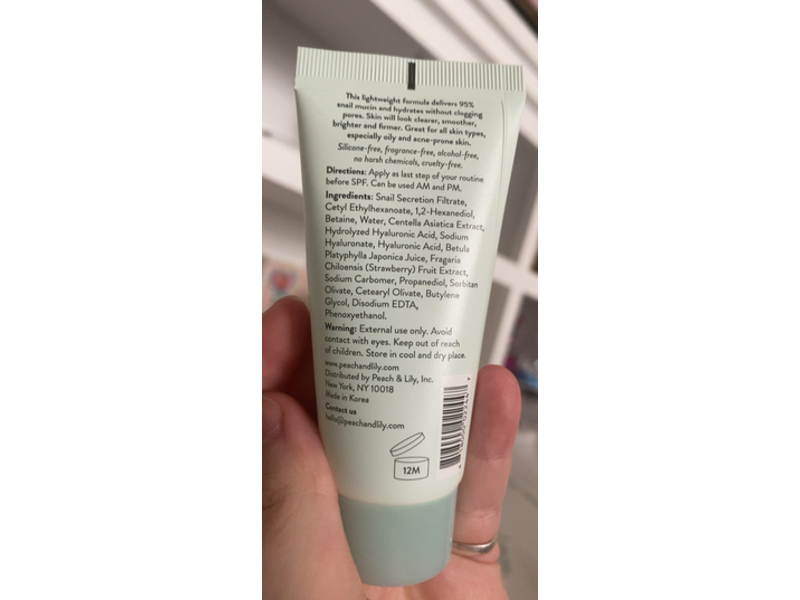 This lightweight formula delivers 95%
snail mucin and hydrates without clogging
pores. Skin will look clearer, smoother,
brighter and firmer. Great for all skin types,
especially oily and acne-prone skin.
Silicone-free, fragrance-free, alcohol-free,
no harsh chemicals, cruelty-free.
Directions: Apply as last step of your routine
before SPF. Can be used AM and PM.
Ingredients: Snail Secretion Filtrate,
Cetyl Ethylhexanoate, 1,2-Hexanediol,
Betaine, Water, Centella Asiatica Extract,
Hydrolyzed Hyaluronic Acid, Sodium
Hyaluronate, Hyaluronic Acid, Betula
Platyphylla Japonica Juice, Fragaria
Chiloensis (Strawberry) Fruit Extract,
Sodium Carbomer, Propanediol, Sorbitan
Olivate, Cetearyl Olivate, Butylene
Glycol, Disodium EDTA,
Phenoxyethanol.
Warning: External use only. Avoid
contact with eyes. Keep out of reach
of children. Store in cool and dry place.
www.peachandlily.com
Distributed by Peach & Lily, Inc.
New York, NY 10018
Made in Korea
Contact us
hello@peachandlily.com
12M